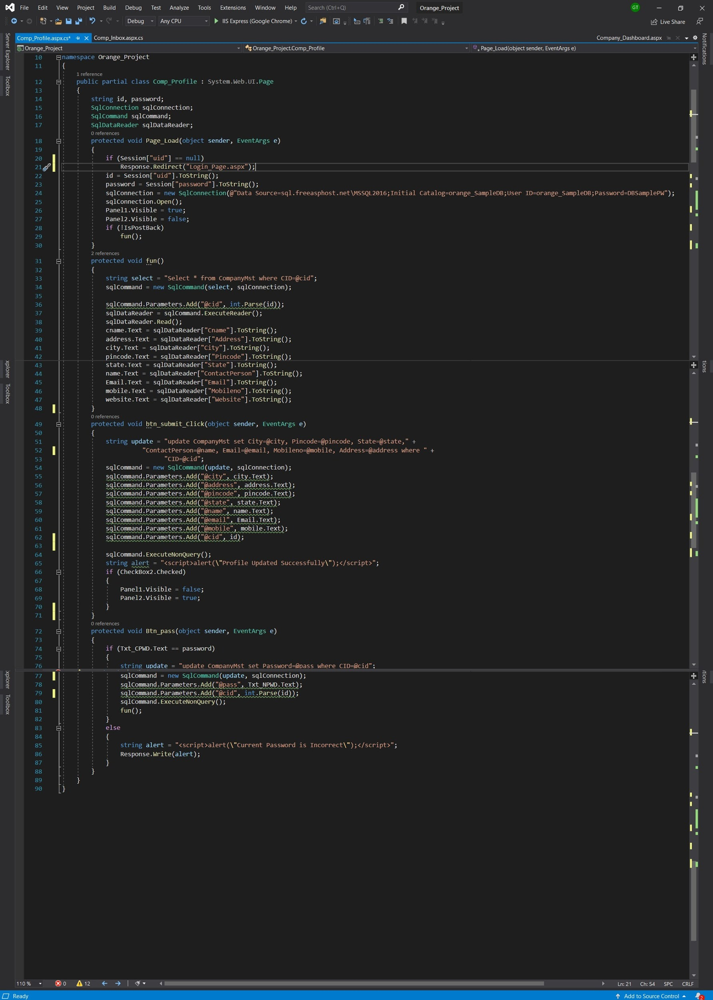 File Edit View Project Build Debug Test Analyze Tools Extensions Window Help Search (Ctrl+Q) Orange_Project GT
Debug Any CPU IIS Express (Google Chrome) Live Share
Server Explorer
Toolbox
Notifications
Comp_Profile.aspx.cs* Comp_Inbox.aspx.cs Company_Dashboard.aspx
Orange_Project Orange_Project.Comp_Profile Page_Load(object sender, EventArgs e)
10 namespace Orange_Project
11 {
1 reference
12 public partial class Comp_Profile : System.Web.UI.Page
13 {
14 string id, password;
15 SqlConnection sqlConnection;
16 SqlCommand sqlCommand;
17 SqlDataReader sqlDataReader;
0 references
18 protected void Page_Load(object sender, EventArgs e)
19 {
20 if (Session["uid"] == null)
21 Response.Redirect("Login_Page.aspx");
22 id = Session["uid"].ToString();
23 password = Session["password"].ToString();
24 sqlConnection = new SqlConnection(@"Data Source=sql.freeasphost.net\MSSQL2016;Initial Catalog=orange_SampleDB;User ID=orange_SampleDB;Password=DBSamplePW");
25 sqlConnection.Open();
26 Panel1.Visible = true;
27 Panel2.Visible = false;
28 if (!IsPostBack)
29 fun();
30 }
2 references
31 protected void fun()
32 {
33 string select = "Select * from CompanyMst where CID=@cid";
34 sqlCommand = new SqlCommand(select, sqlConnection);
35
36 sqlCommand.Parameters.Add("@cid", int.Parse(id));
37 sqlDataReader = sqlCommand.ExecuteReader();
38 sqlDataReader.Read();
39 cname.Text = sqlDataReader["Cname"].ToString();
40 address.Text = sqlDataReader["Address"].ToString();
41 city.Text = sqlDataReader["City"].ToString();
42 pincode.Text = sqlDataReader["Pincode"].ToString();
xplorer
Toolbox
tions
43 state.Text = sqlDataReader["State"].ToString();
44 name.Text = sqlDataReader["ContactPerson"].ToString();
45 Email.Text = sqlDataReader["Email"].ToString();
46 mobile.Text = sqlDataReader["Mobileno"].ToString();
47 website.Text = sqlDataReader["Website"].ToString();
48 }
0 references
49 protected void btn_submit_Click(object sender, EventArgs e)
50 {
51 string update = "update CompanyMst set City=@city, Pincode=@pincode, State=@state," +
52 "ContactPerson=@name, Email=@email, Mobileno=@mobile, Address=@address where " +
53 "CID=@cid";
54 sqlCommand = new SqlCommand(update, sqlConnection);
55 sqlCommand.Parameters.Add("@city", city.Text);
56 sqlCommand.Parameters.Add("@address", address.Text);
57 sqlCommand.Parameters.Add("@pincode", pincode.Text);
58 sqlCommand.Parameters.Add("@state", state.Text);
59 sqlCommand.Parameters.Add("@name", name.Text);
60 sqlCommand.Parameters.Add("@email", Email.Text);
61 sqlCommand.Parameters.Add("@mobile", mobile.Text);
62 sqlCommand.Parameters.Add("@cid", id);
63
64 sqlCommand.ExecuteNonQuery();
65 string alert = "<script>alert(\"Profile Updated Successfully\");</script>";
66 if (CheckBox2.Checked)
67 {
68 Panel1.Visible = false;
69 Panel2.Visible = true;
70 }
71 }
0 references
72 protected void Btn_pass(object sender, EventArgs e)
73 {
74 if (Txt_CPWD.Text == password)
75 {
76 string update = "update CompanyMst set Password=@pass where CID=@cid";
xplorer
Toolbox
tions
77 sqlCommand = new SqlCommand(update, sqlConnection);
78 sqlCommand.Parameters.Add("@pass", Txt_NPWD.Text);
79 sqlCommand.Parameters.Add("@cid", int.Parse(id));
80 sqlCommand.ExecuteNonQuery();
81 fun();
82 }
83 else
84 {
85 string alert = "<script>alert(\"Current Password is Incorrect\");</script>";
86 Response.Write(alert);
87 }
88 }
89 }
90 }
110 % 0 12 Ln: 21 Ch: 54 SPC CRLF
Ready Add to Source Control 2